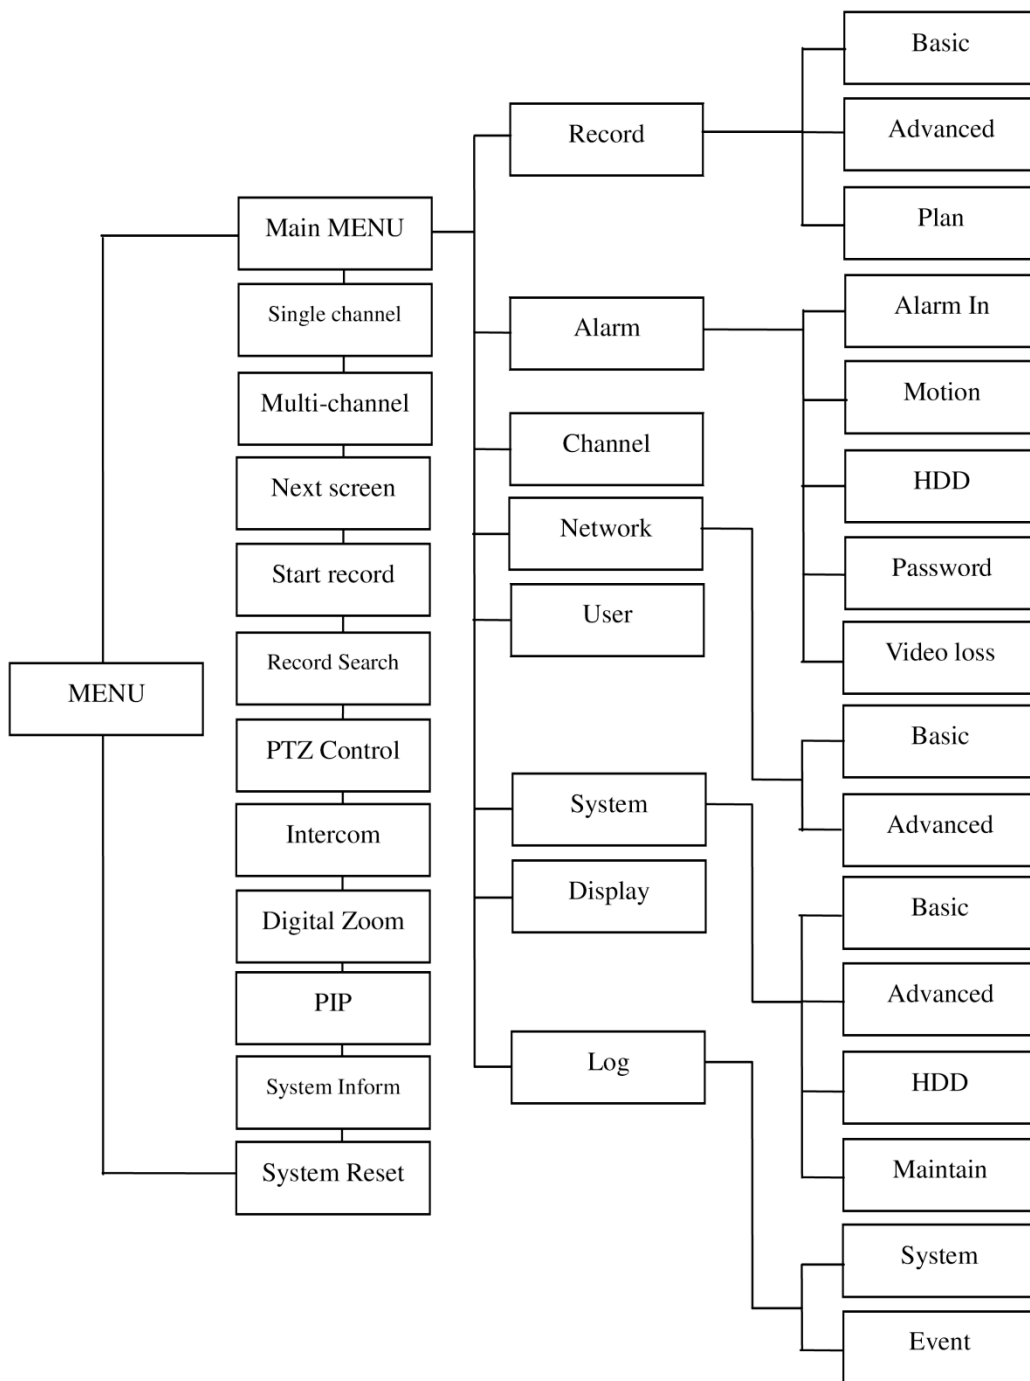 MENU
Main MENU
Single channel
Multi-channel
Next screen
Start record
Record Search
PTZ Control
Intercom
Digital Zoom
PIP
System Inform
System Reset
Record
Alarm
Channel
Network
User
System
Display
Log
Basic
Advanced
Plan
Alarm In
Motion
HDD
Password
Video loss
Basic
Advanced
Basic
Advanced
HDD
Maintain
System
Event